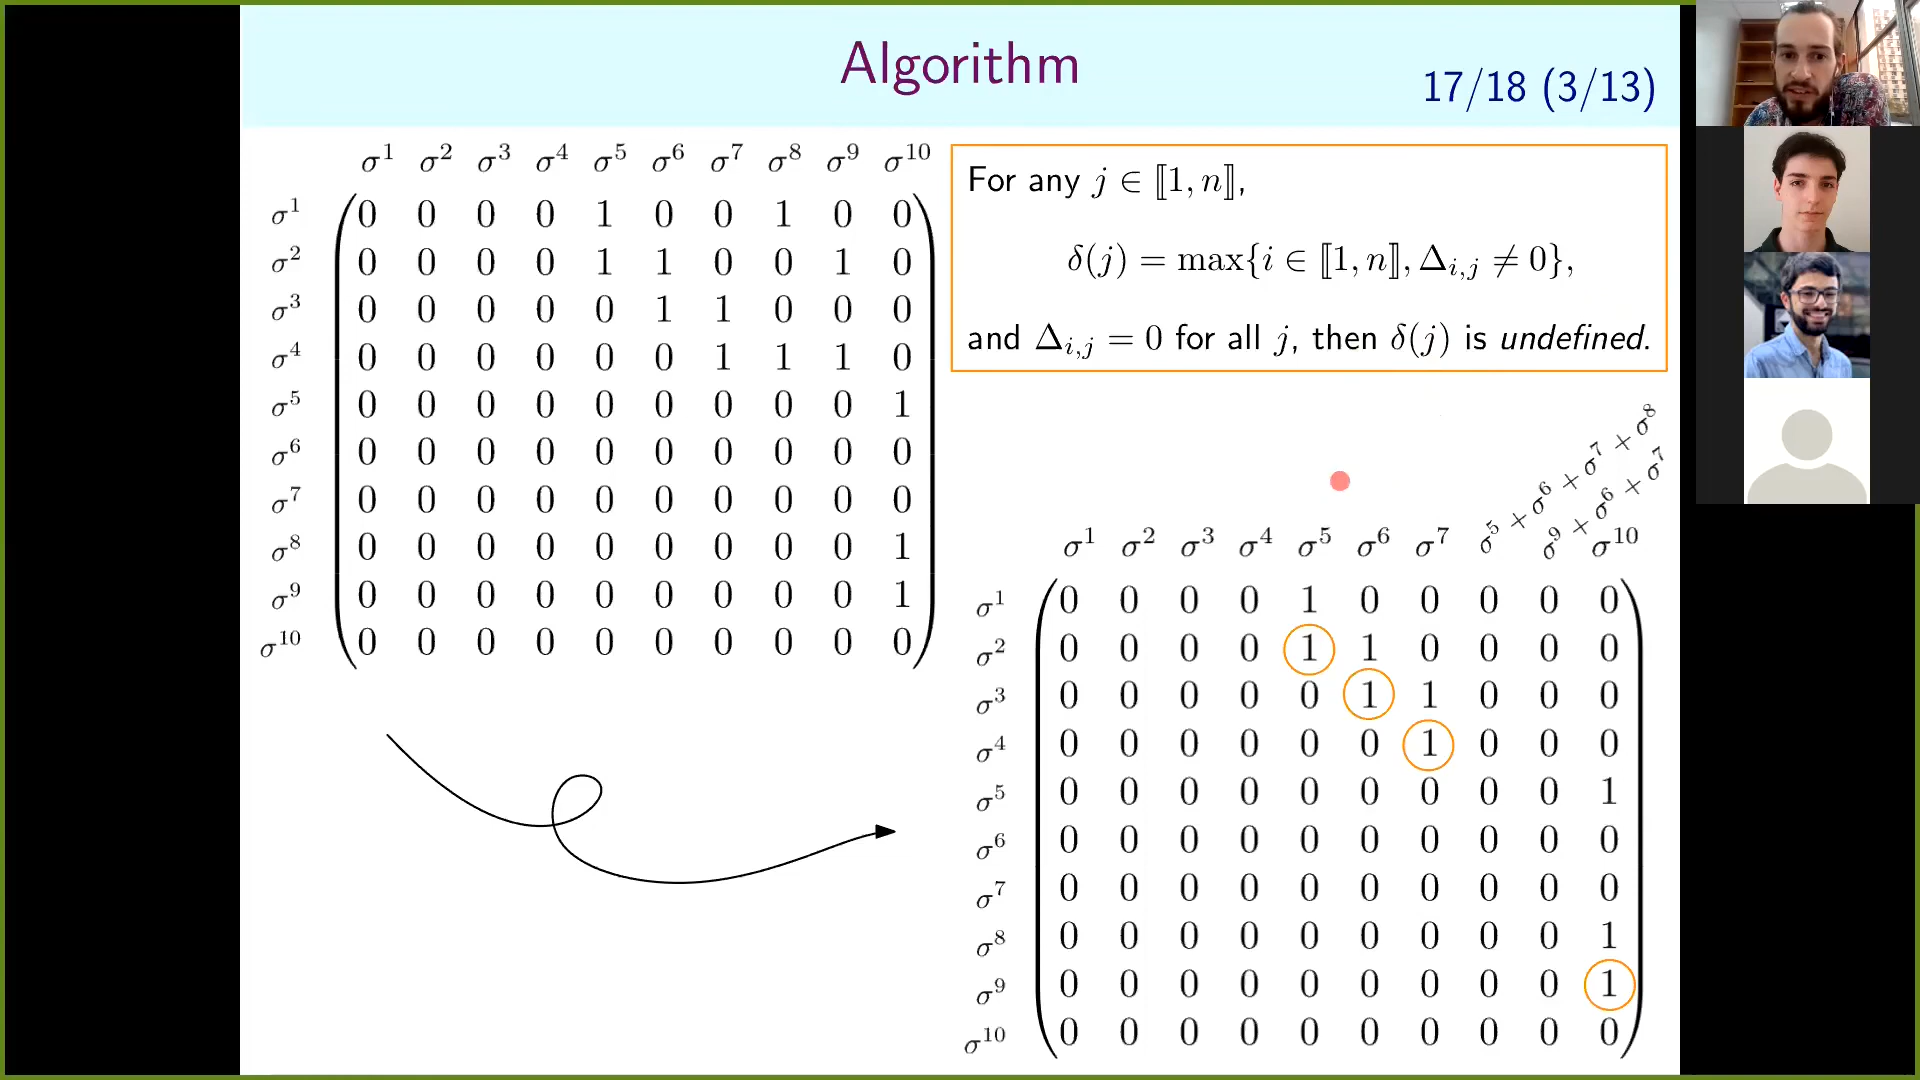 Algorithm
17/18 (3/13)
σ¹ σ² σ³ σ⁴ σ⁵ σ⁶ σ⁷ σ⁸ σ⁹ σ¹⁰
σ¹ 0 0 0 0 1 0 0 1 0 0
σ² 0 0 0 0 1 1 0 0 1 0
σ³ 0 0 0 0 0 1 1 0 0 0
σ⁴ 0 0 0 0 0 0 1 1 1 0
σ⁵ 0 0 0 0 0 0 0 0 0 1
σ⁶ 0 0 0 0 0 0 0 0 0 0
σ⁷ 0 0 0 0 0 0 0 0 0 0
σ⁸ 0 0 0 0 0 0 0 0 0 1
σ⁹ 0 0 0 0 0 0 0 0 0 1
σ¹⁰ 0 0 0 0 0 0 0 0 0 0
For any j ∈ ⟦1, n⟧,
δ(j) = max{i ∈ ⟦1, n⟧, Δᵢ,ⱼ ≠ 0},
and Δᵢ,ⱼ = 0 for all j, then δ(j) is undefined.
σ¹ σ² σ³ σ⁴ σ⁵ σ⁶ σ⁷ σ⁵ + σ⁶ + σ⁷ + σ⁸ σ⁹ + σ⁶ + σ⁷ σ¹⁰
σ¹ 0 0 0 0 1 0 0 0 0 0
σ² 0 0 0 0 1 1 0 0 0 0
σ³ 0 0 0 0 0 1 1 0 0 0
σ⁴ 0 0 0 0 0 0 1 0 0 0
σ⁵ 0 0 0 0 0 0 0 0 0 1
σ⁶ 0 0 0 0 0 0 0 0 0 0
σ⁷ 0 0 0 0 0 0 0 0 0 0
σ⁸ 0 0 0 0 0 0 0 0 0 1
σ⁹ 0 0 0 0 0 0 0 0 0 1
σ¹⁰ 0 0 0 0 0 0 0 0 0 0